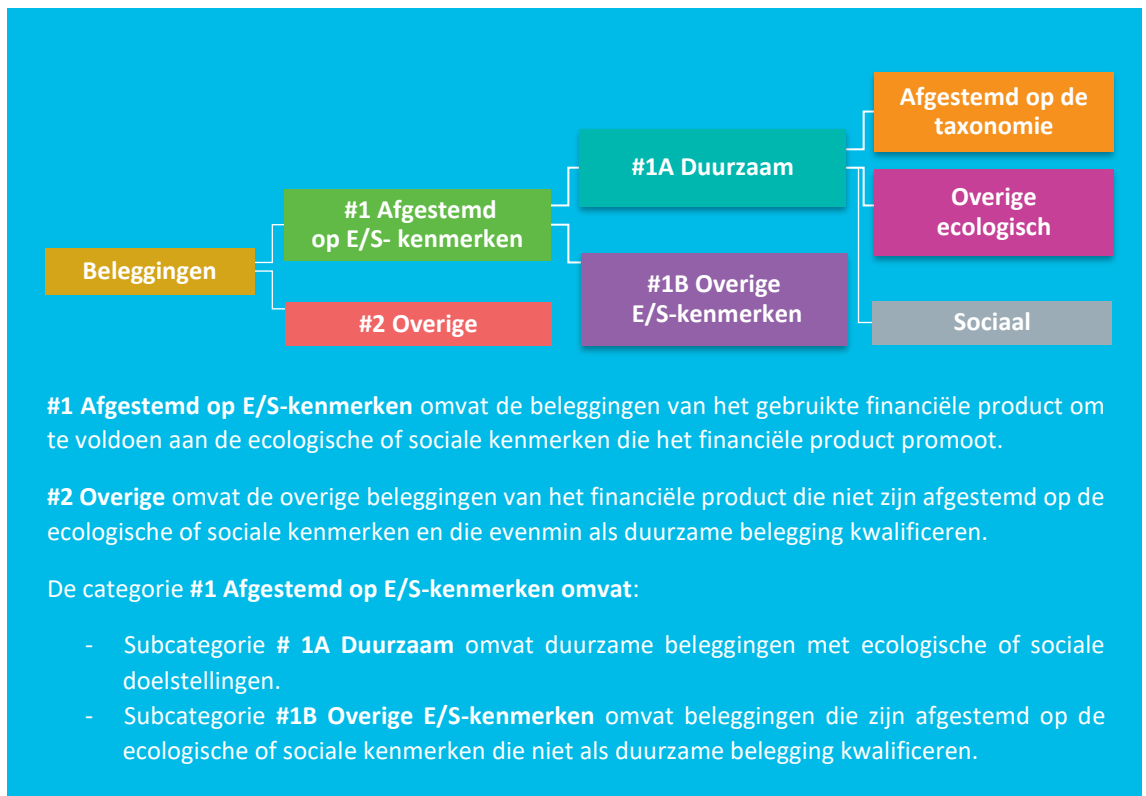 Afgestemd op de
taxonomie
#1A Duurzaam
Overige
ecologisch
#1 Afgestemd
op E/S- kenmerken
Beleggingen
#1B Overige
E/S-kenmerken
#2 Overige
Sociaal
#1 Afgestemd op E/S-kenmerken omvat de beleggingen van het gebruikte financiële product om
te voldoen aan de ecologische of sociale kenmerken die het financiële product promoot.
#2 Overige omvat de overige beleggingen van het financiële product die niet zijn afgestemd op de
ecologische of sociale kenmerken en die evenmin als duurzame belegging kwalificeren.
De categorie #1 Afgestemd op E/S-kenmerken omvat:
- Subcategorie # 1A Duurzaam omvat duurzame beleggingen met ecologische of sociale
doelstellingen.
- Subcategorie #1B Overige E/S-kenmerken omvat beleggingen die zijn afgestemd op de
ecologische of sociale kenmerken die niet als duurzame belegging kwalificeren.